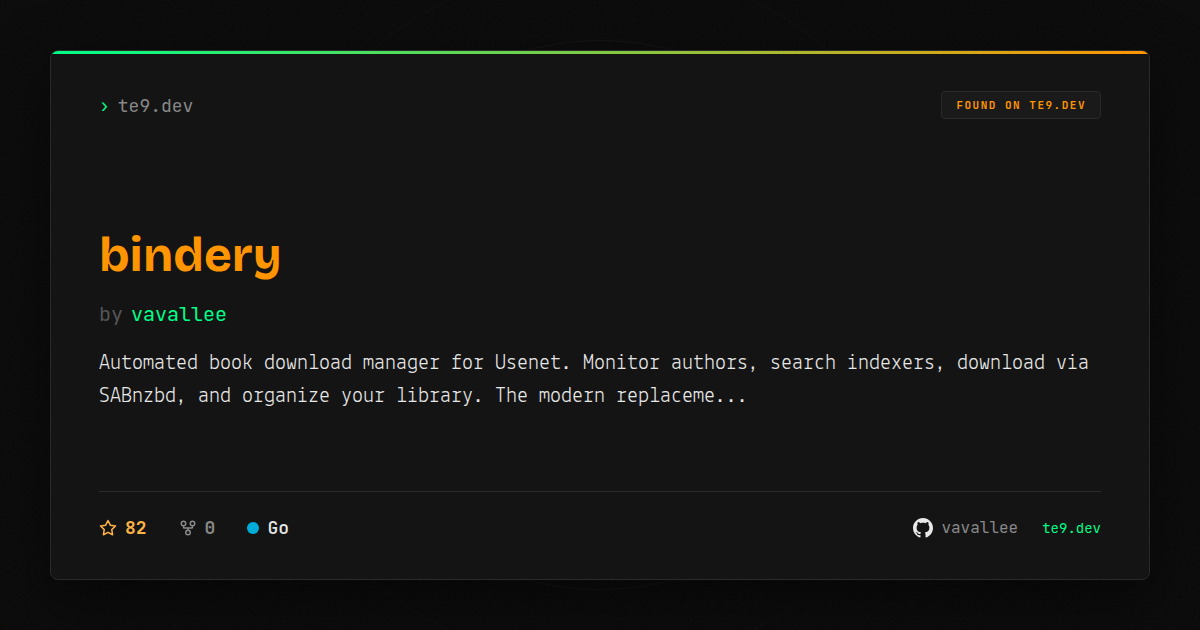 › te9.dev
FOUND ON TE9.DEV
bindery
by vavallee
Automated book download manager for Usenet. Monitor authors, search indexers, download via
SABnzbd, and organize your library. The modern replaceme...
82 0 Go
vavallee te9.dev